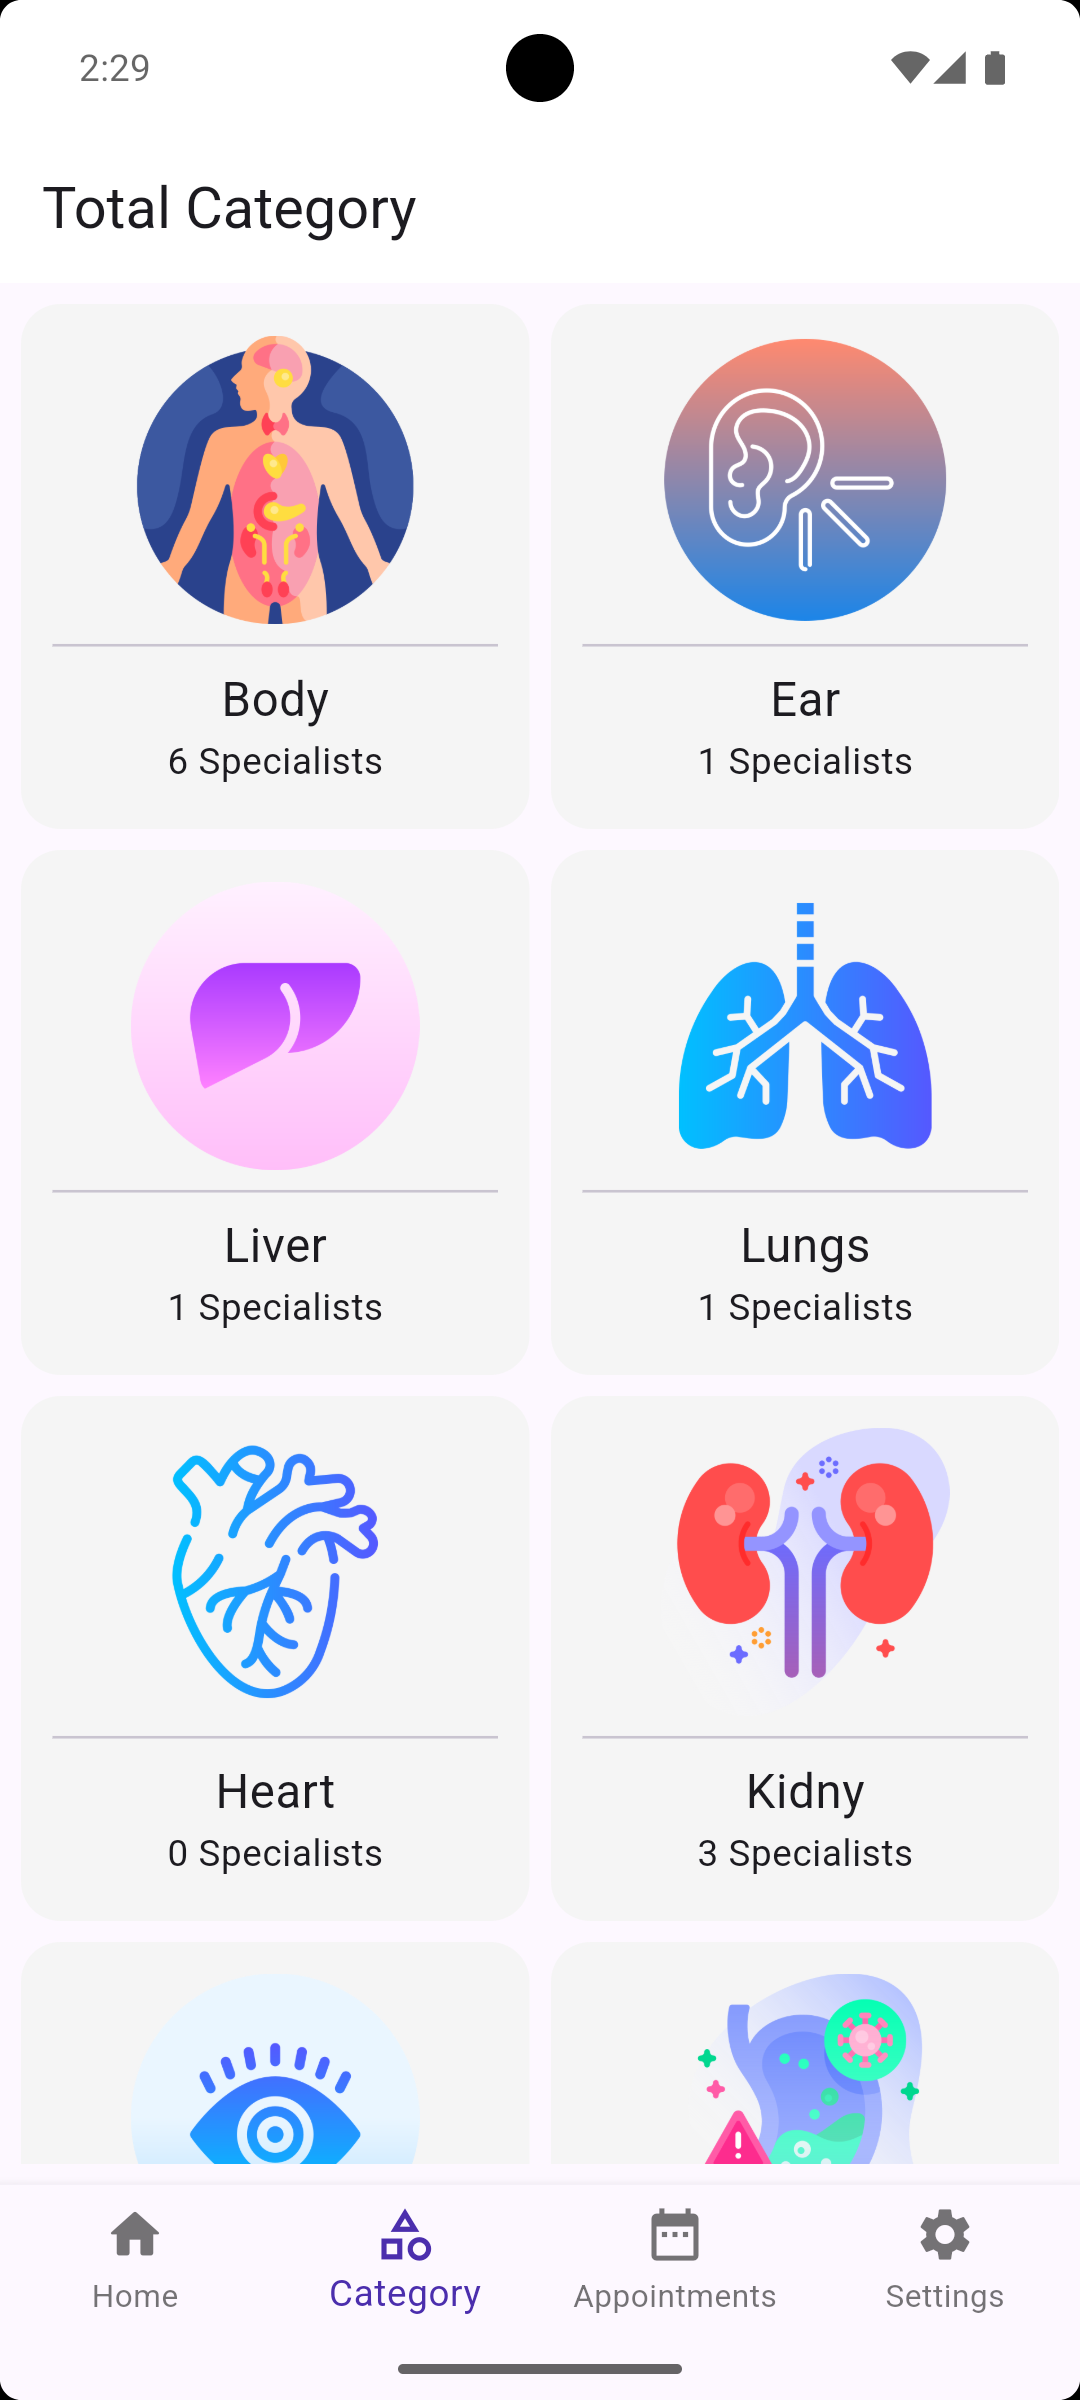 2:29
Total Category
Body
6 Specialists
Ear
1 Specialists
Liver
1 Specialists
Lungs
1 Specialists
Heart
0 Specialists
Kidny
3 Specialists
Home
Category
Appointments
Settings